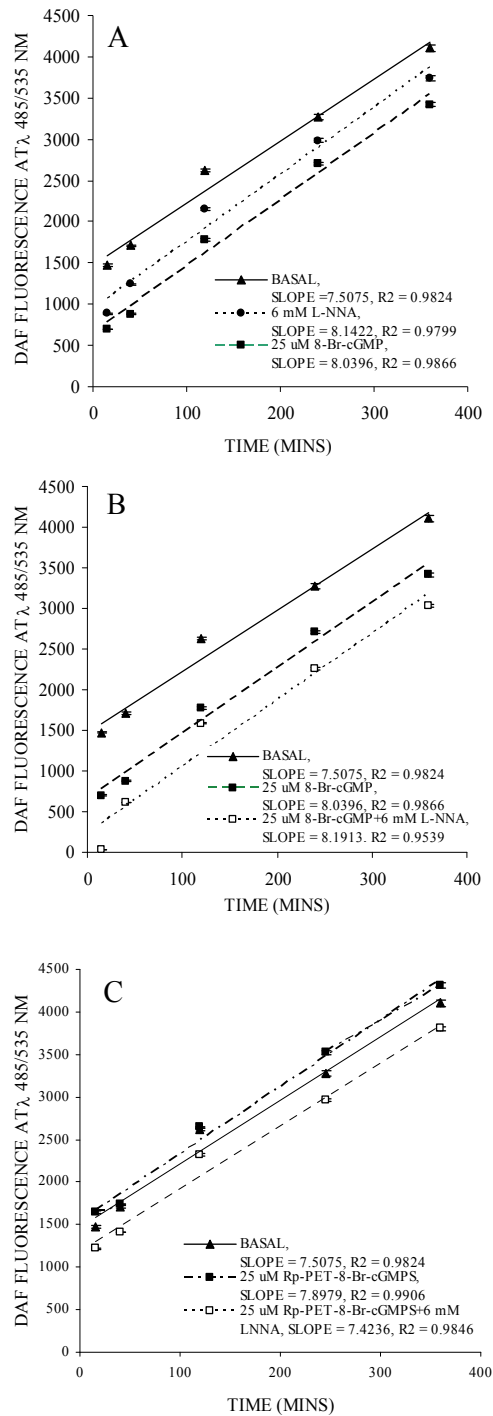 A
DAF FLUORESCENCE AT λ 485/535 NM
4500
4000
3500
3000
2500
2000
1500
1000
500
0
BASAL,
SLOPE =7.5075, R2 = 0.9824
6 mM L-NNA,
SLOPE = 8.1422, R2 = 0.9799
25 uM 8-Br-cGMP,
SLOPE = 8.0396, R2 = 0.9866
0 100 200 300 400
TIME (MINS)
B
DAF FLUORESCENCE AT λ 485/535 NM
4500
4000
3500
3000
2500
2000
1500
1000
500
0
BASAL,
SLOPE = 7.5075, R2 = 0.9824
25 uM 8-Br-cGMP,
SLOPE = 8.0396, R2 = 0.9866
25 uM 8-Br-cGMP+6 mM L-NNA,
SLOPE = 8.1913. R2 = 0.9539
0 100 200 300 400
TIME (MINS)
C
DAF FLUORESCENCE AT λ 485/535 NM
4500
4000
3500
3000
2500
2000
1500
1000
500
0
BASAL,
SLOPE = 7.5075, R2 = 0.9824
25 uM Rp-PET-8-Br-cGMPS,
SLOPE = 7.8979, R2 = 0.9906
25 uM Rp-PET-8-Br-cGMPS+6 mM
LNNA, SLOPE = 7.4236, R2 = 0.9846
0 100 200 300 400
TIME (MINS)